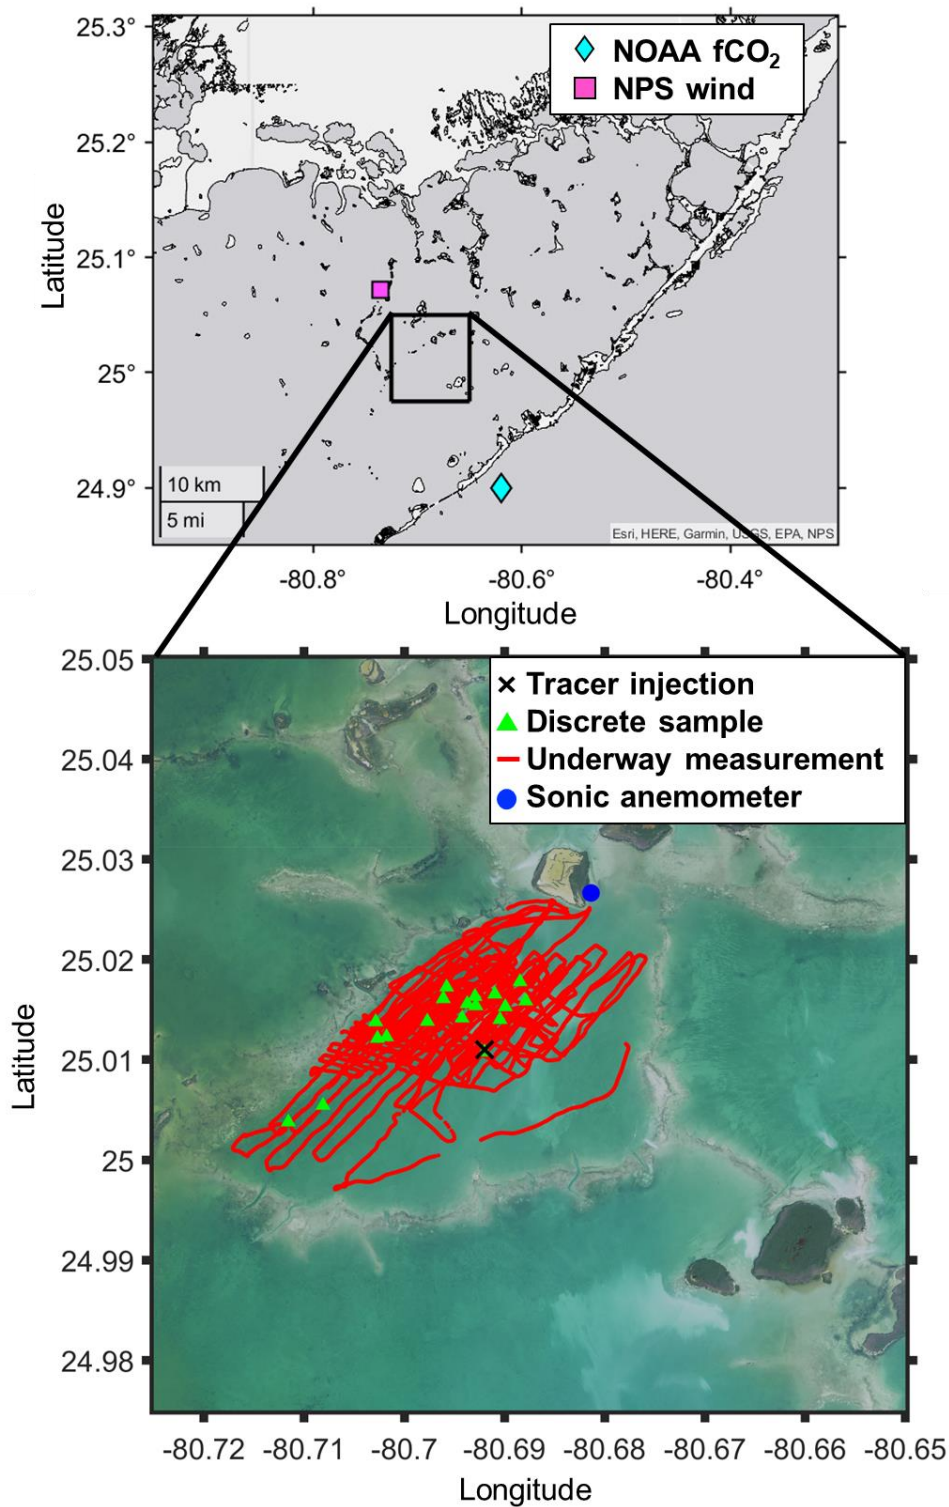 25.3°
NOAA fCO₂
NPS wind
25.2°
25.1°
25°
24.9°
Latitude
10 km
5 mi
Esri, HERE, Garmin, USGS, EPA, NPS
-80.8° -80.6° -80.4°
Longitude
25.05
Tracer injection
Discrete sample
Underway measurement
Sonic anemometer
25.04
25.03
25.02
25.01
25
24.99
24.98
Latitude
-80.72 -80.71 -80.7 -80.69 -80.68 -80.67 -80.66 -80.65
Longitude